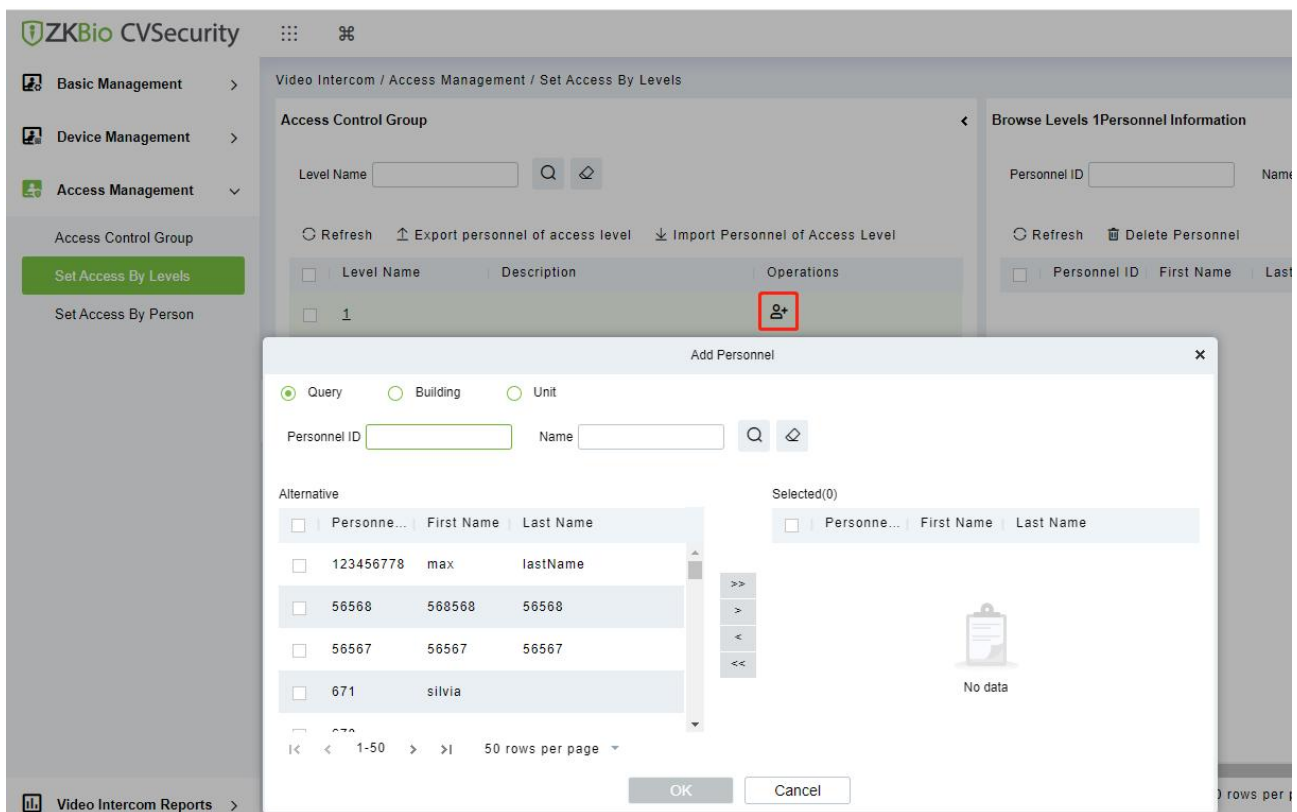 ZKBio CVSecurity
Basic Management
Device Management
Access Management
Access Control Group
Set Access By Levels
Set Access By Person
Video Intercom Reports
Video Intercom / Access Management / Set Access By Levels
Access Control Group
Level Name
Refresh Export personnel of access level Import Personnel of Access Level
Level Name Description Operations
1
Browse Levels 1Personnel Information
Personnel ID Name
Refresh Delete Personnel
Personnel ID First Name Last
Add Personnel
Query Building Unit
Personnel ID Name
Alternative
Personne... First Name Last Name
123456778 max lastName
56568 568568 56568
56567 56567 56567
671 silvia
1-50 50 rows per page
>>
>
<
<<
Selected(0)
Personne... First Name Last Name
No data
OK Cancel
rows per